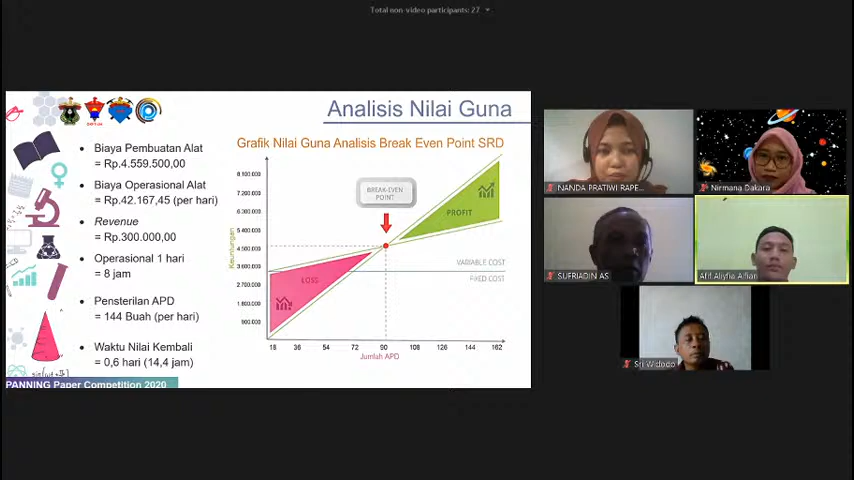 Total non-video participants: 27
Analisis Nilai Guna
Grafik Nilai Guna Analisis Break Even Point SRD
Biaya Pembuatan Alat
= Rp.4.559.500,00
Biaya Operasional Alat
= Rp.42.167,45 (per hari)
Revenue
= Rp.300.000,00
Operasional 1 hari
= 8 jam
Pensterilan APD
= 144 Buah (per hari)
Waktu Nilai Kembali
= 0,6 hari (14,4 jam)
PANNING Paper Competition 2020
Keuntungan
8.100.000
7.200.000
6.300.000
5.400.000
4.500.000
3.600.000
2.700.000
1.800.000
900.000
BREAK-EVEN
POINT
PROFIT
LOSS
VARIABLE COST
FIXED COST
18 36 54 72 90 108 126 144 162
Jumlah APD
NANDA PRATIWI RAPE...
Nirmana Dakara
SUFRIADIN AS
Afif Aliyfia Alfian
Sri Widodo